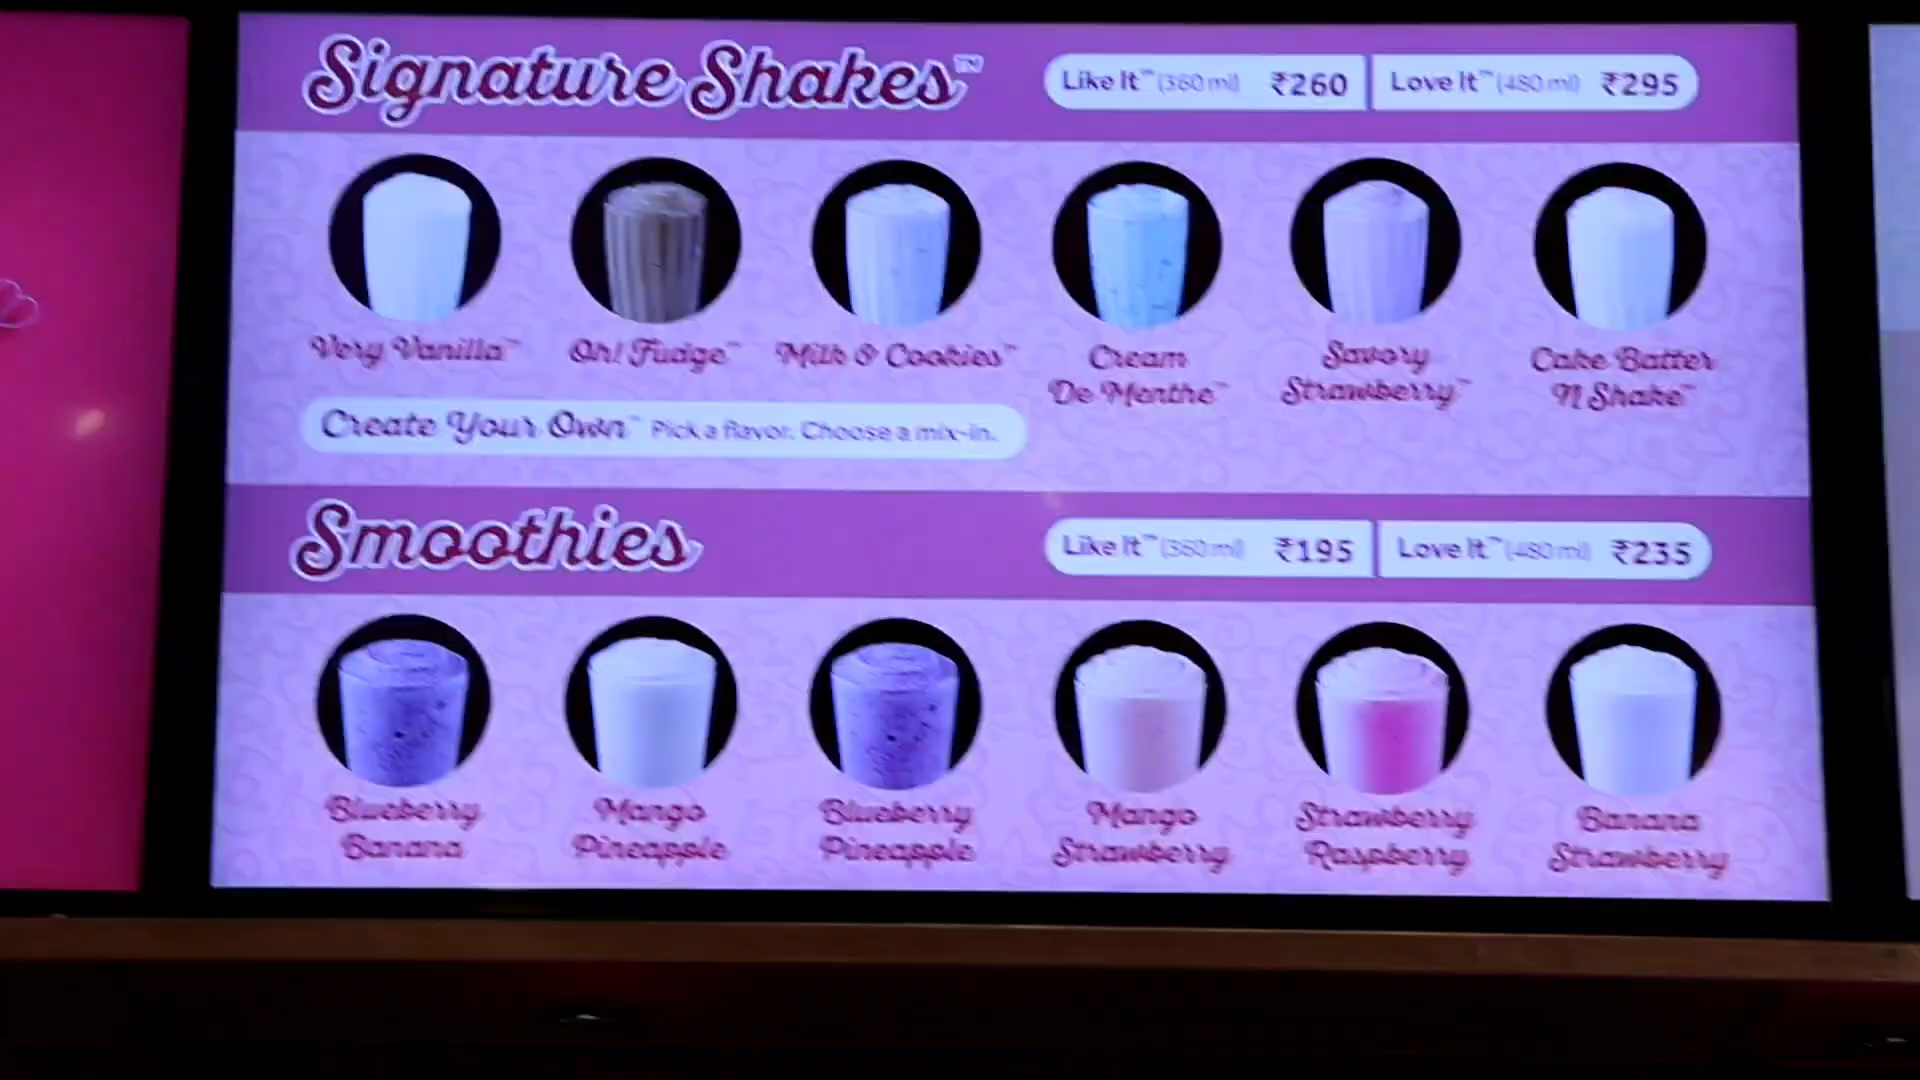 Signature Shakes™
Like It™ (360 ml) ₹260
Love It™ (480 ml) ₹295
Very Vanilla™
Oh! Fudge™
Milk & Cookies™
Cream
De Menthe™
Savory
Strawberry™
Cake Batter
N Shake™
Create Your Own™ Pick a flavor. Choose a mix-in.
Smoothies
Like It™ (360 ml) ₹195
Love It™ (480 ml) ₹235
Blueberry
Banana
Mango
Pineapple
Blueberry
Pineapple
Mango
Strawberry
Strawberry
Raspberry
Banana
Strawberry